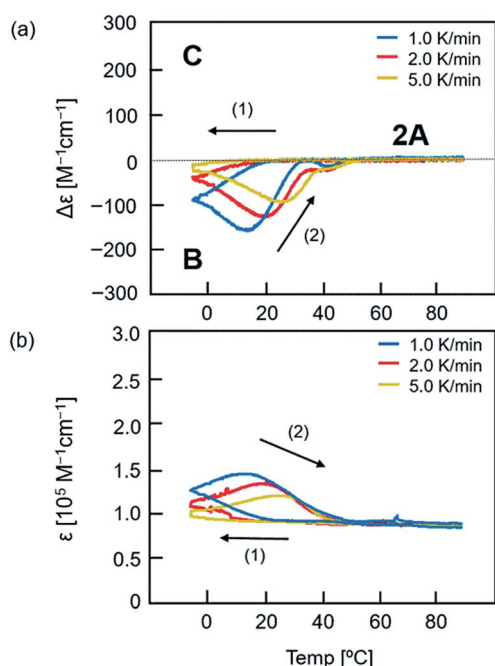 (a)
300
200
100
0
−100
−200
−300
Δε [M⁻¹cm⁻¹]
C
B
2A
(1)
(2)
1.0 K/min
2.0 K/min
5.0 K/min
0 20 40 60 80
(b)
3.0
2.5
2.0
1.5
1.0
0.5
0
ε [10⁵ M⁻¹cm⁻¹]
1.0 K/min
2.0 K/min
5.0 K/min
(2)
(1)
0 20 40 60 80
Temp [ºC]